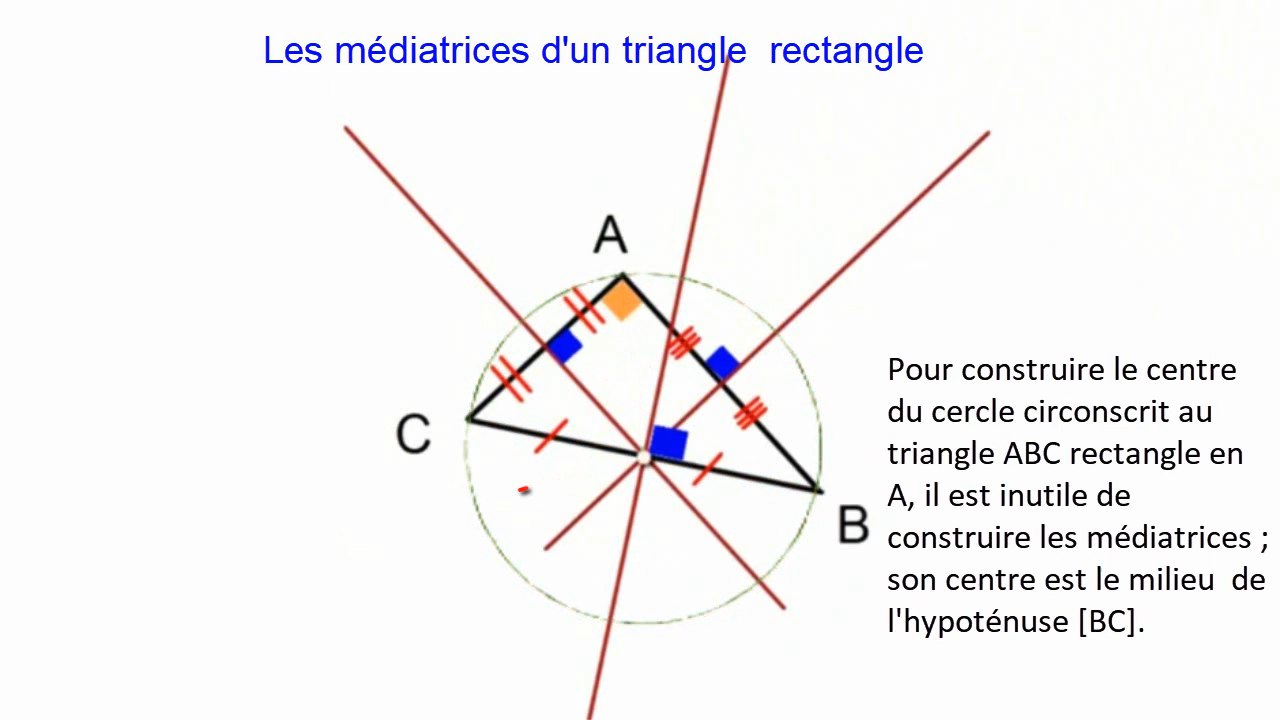 Les médiatrices d'un triangle  rectangle
A
C
B
Pour construire le centre
du cercle circonscrit au
triangle ABC rectangle en
A, il est inutile de
construire les médiatrices ;
son centre est le milieu  de
l'hypoténuse [BC].